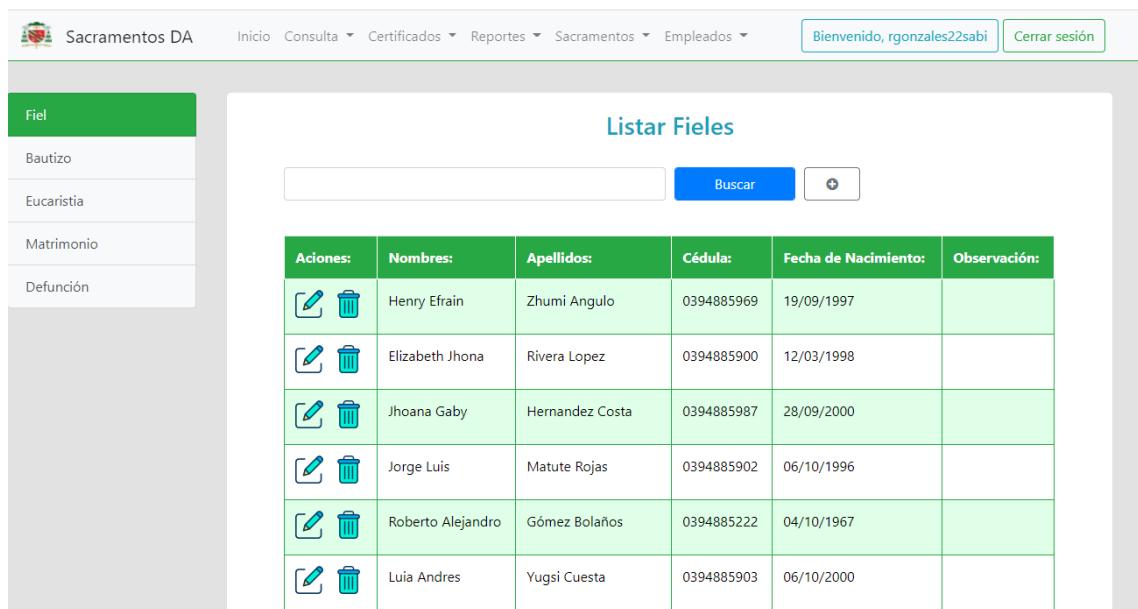 Sacramentos DA Inicio Consulta Certificados Reportes Sacramentos Empleados Bienvenido, rgonzales22sabi Cerrar sesión
Fiel
Bautizo
Eucaristia
Matrimonio
Defunción
Listar Fieles
Buscar
Aciones: Nombres: Apellidos: Cédula: Fecha de Nacimiento: Observación:
Henry Efrain Zhumi Angulo 0394885969 19/09/1997
Elizabeth Jhona Rivera Lopez 0394885900 12/03/1998
Jhoana Gaby Hernandez Costa 0394885987 28/09/2000
Jorge Luis Matute Rojas 0394885902 06/10/1996
Roberto Alejandro Gómez Bolaños 0394885222 04/10/1967
Luia Andres Yugsi Cuesta 0394885903 06/10/2000